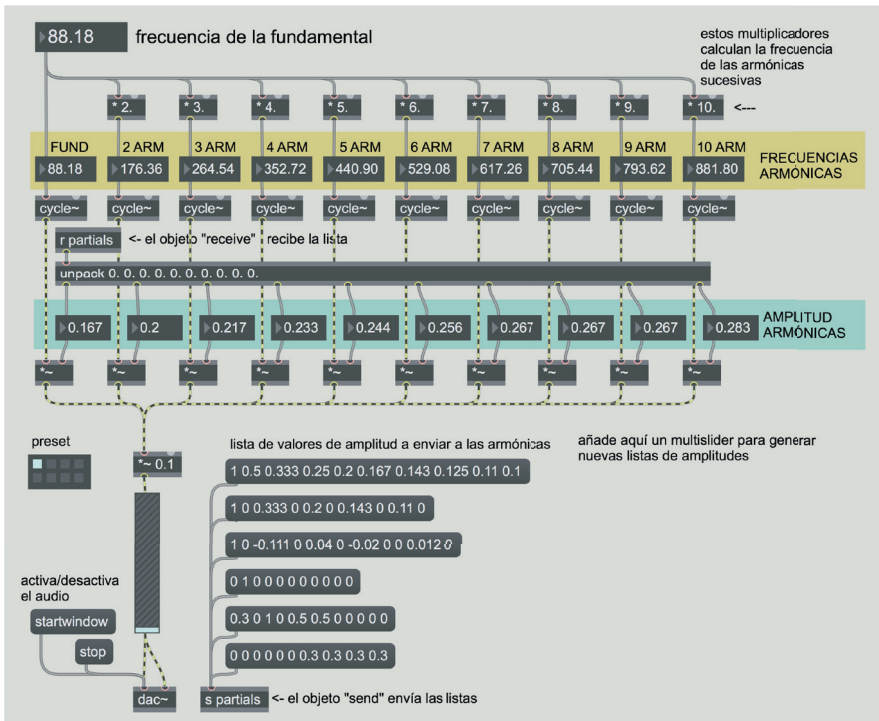 88.18
frecuencia de la fundamental
estos multiplicadores
calculan la frecuencia
de las armónicas
sucesivas
* 2.
* 3.
* 4.
* 5.
* 6.
* 7.
* 8.
* 9.
* 10.
<---
FUND
2 ARM
3 ARM
4 ARM
5 ARM
6 ARM
7 ARM
8 ARM
9 ARM
10 ARM
88.18
176.36
264.54
352.72
440.90
529.08
617.26
705.44
793.62
881.80
FRECUENCIAS
ARMÓNICAS
cycle~
cycle~
cycle~
cycle~
cycle~
cycle~
cycle~
cycle~
cycle~
cycle~
r partials
<- el objeto "receive" recibe la lista
unpack 0. 0. 0. 0. 0. 0. 0. 0. 0. 0.
0.167
0.2
0.217
0.233
0.244
0.256
0.267
0.267
0.267
0.283
AMPLITUD
ARMÓNICAS
*~
*~
*~
*~
*~
*~
*~
*~
*~
*~
preset
*~ 0.1
lista de valores de amplitud a enviar a las armónicas
añade aquí un multislider para generar
nuevas listas de amplitudes
1 0.5 0.333 0.25 0.2 0.167 0.143 0.125 0.11 0.1
1 0 0.333 0 0.2 0 0.143 0 0.11 0
1 0 -0.111 0 0.04 0 -0.02 0 0.012 0
0 1 0 0 0 0 0 0 0 0
0.3 0 1 0 0.5 0.5 0 0 0 0 0
0 0 0 0 0 0 0.3 0.3 0.3 0.3
activa/desactiva
el audio
startwindow
stop
dac~
s partials
<- el objeto "send" envía las listas